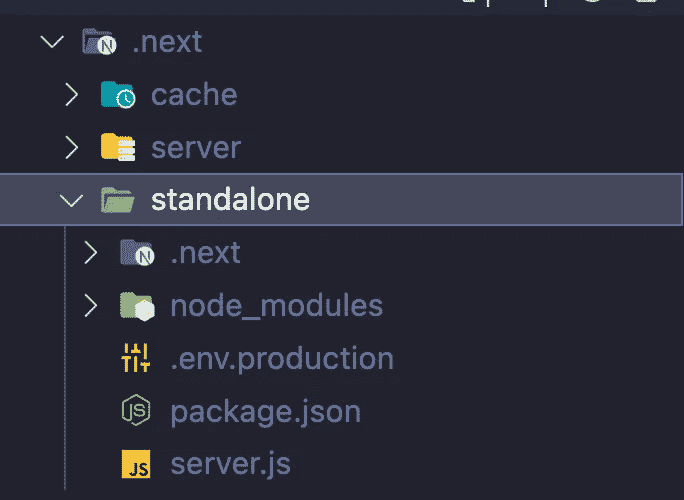 .next
cache
server
standalone
.next
node_modules
.env.production
package.json
server.js